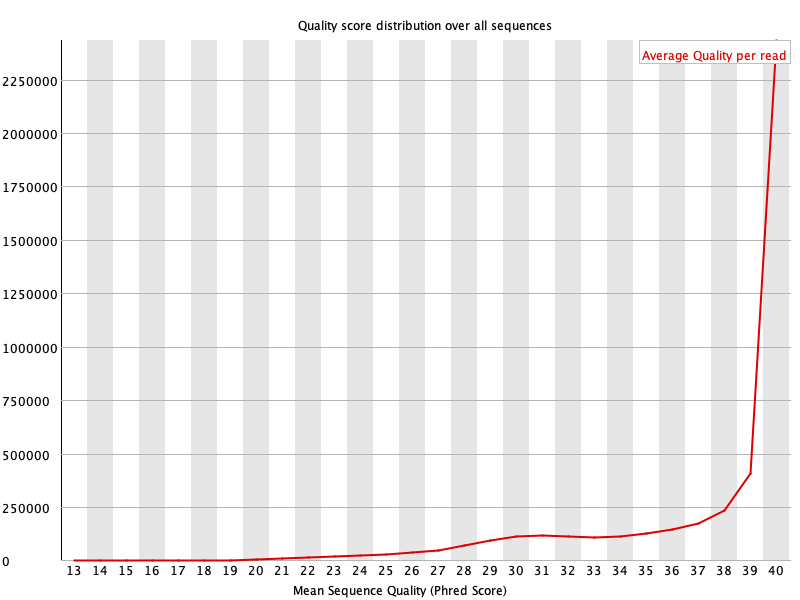 Quality score distribution over all sequences
Average Quality per read
2250000
2000000
1750000
1500000
1250000
1000000
750000
500000
250000
0
13 14 15 16 17 18 19 20 21 22 23 24 25 26 27 28 29 30 31 32 33 34 35 36 37 38 39 40
Mean Sequence Quality (Phred Score)